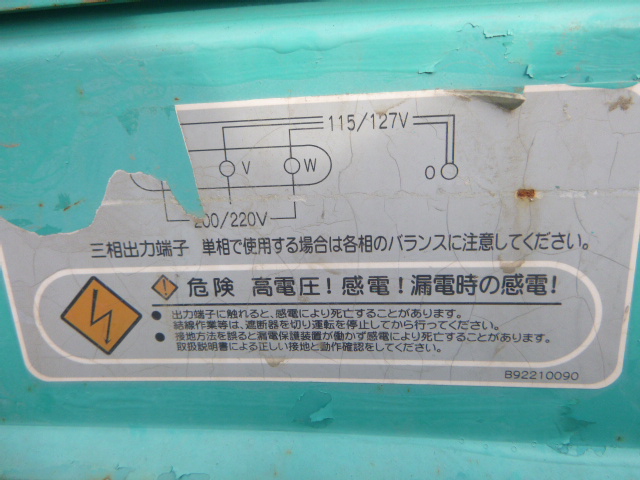 115/127V
V
W
O
200/220V
三相出力端子 単相で使用する場合は各相のバランスに注意してください。
危険 高電圧!感電!漏電時の感電!
● 出力端子に触れると、感電により死亡することがあります。
結線作業等は、遮断器を切り運転を停止してから行ってください。
● 接地方法を誤ると漏電保護装置が働かず感電により死亡することがあります。
取扱説明書による正しい接地と動作確認をしてください。
B92210090